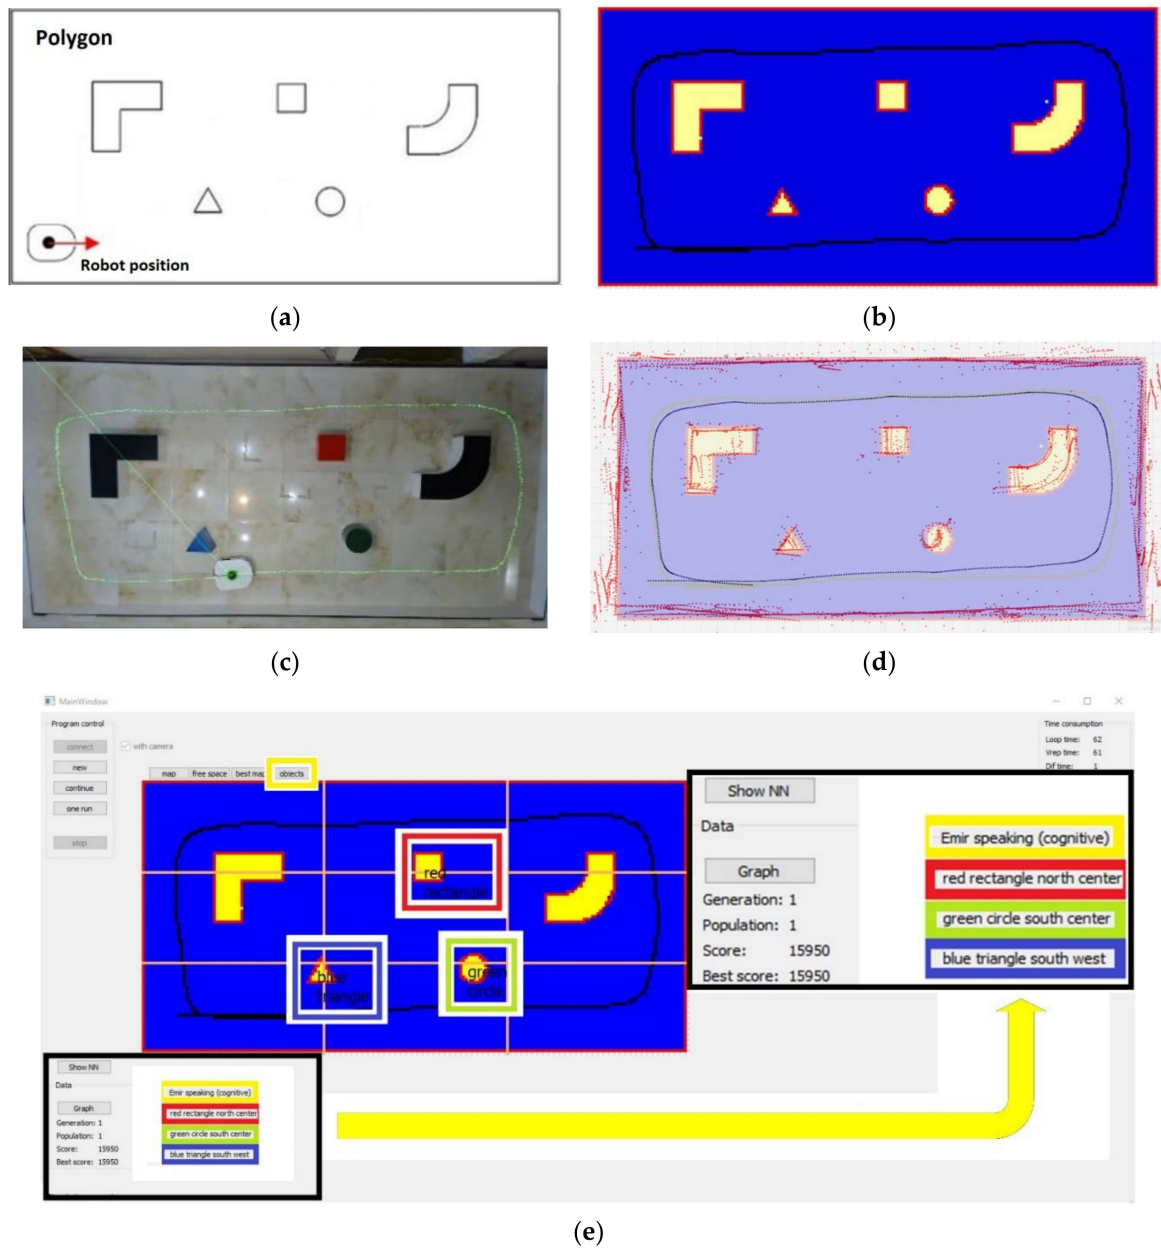 Polygon
Robot position
(a)
(b)
(c)
(d)
MainWindow
Program control
connect
new
continue
one run
stop
with camera
map
free space
best map
objects
Time consumption
Loop time: 62
Vrep time: 61
Dif time: 1
red
rectangle
blue
triangle
green
circle
Show NN
Data
Graph
Generation: 1
Population: 1
Score: 15950
Best score: 15950
Emir speaking (cognitive)
red rectangle north center
green circle south center
blue triangle south west
Show NN
Data
Graph
Generation: 1
Population: 1
Score: 15950
Best score: 15950
Emir speaking (cognitive)
red rectangle north center
green circle south center
blue triangle south west
(e)